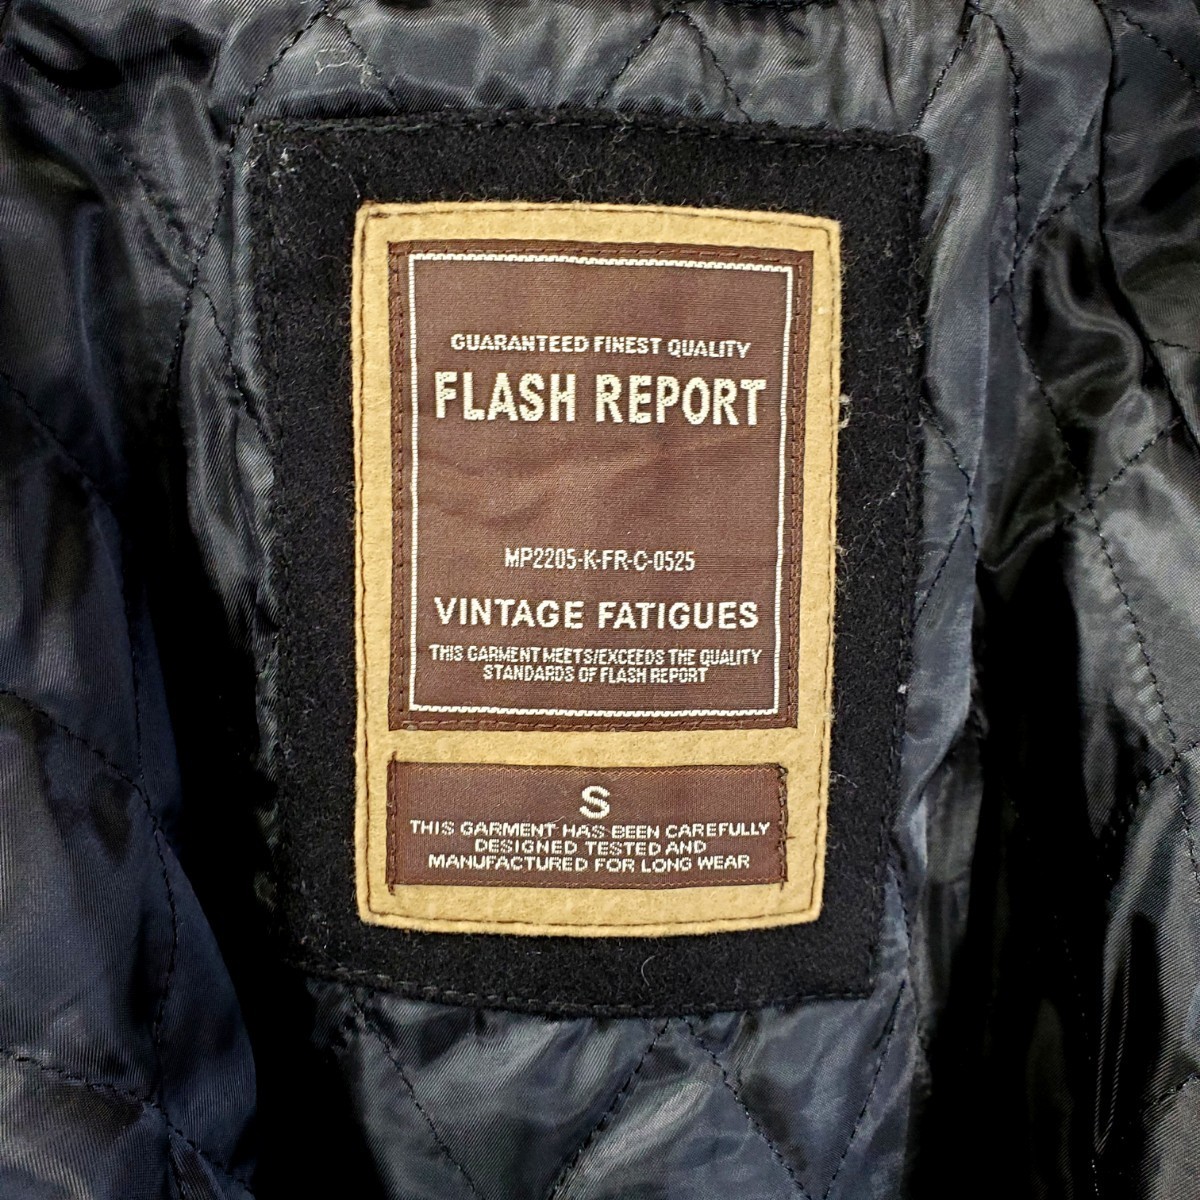 GUARANTEED FINEST QUALITY
FLASH REPORT
MP2205-K-FR-C-0525
VINTAGE FATIGUES
THIS GARMENT MEETS/EXCEEDS THE QUALITY
STANDARDS OF FLASH REPORT
S
THIS GARMENT HAS BEEN CAREFULLY
DESIGNED TESTED AND
MANUFACTURED FOR LONG WEAR